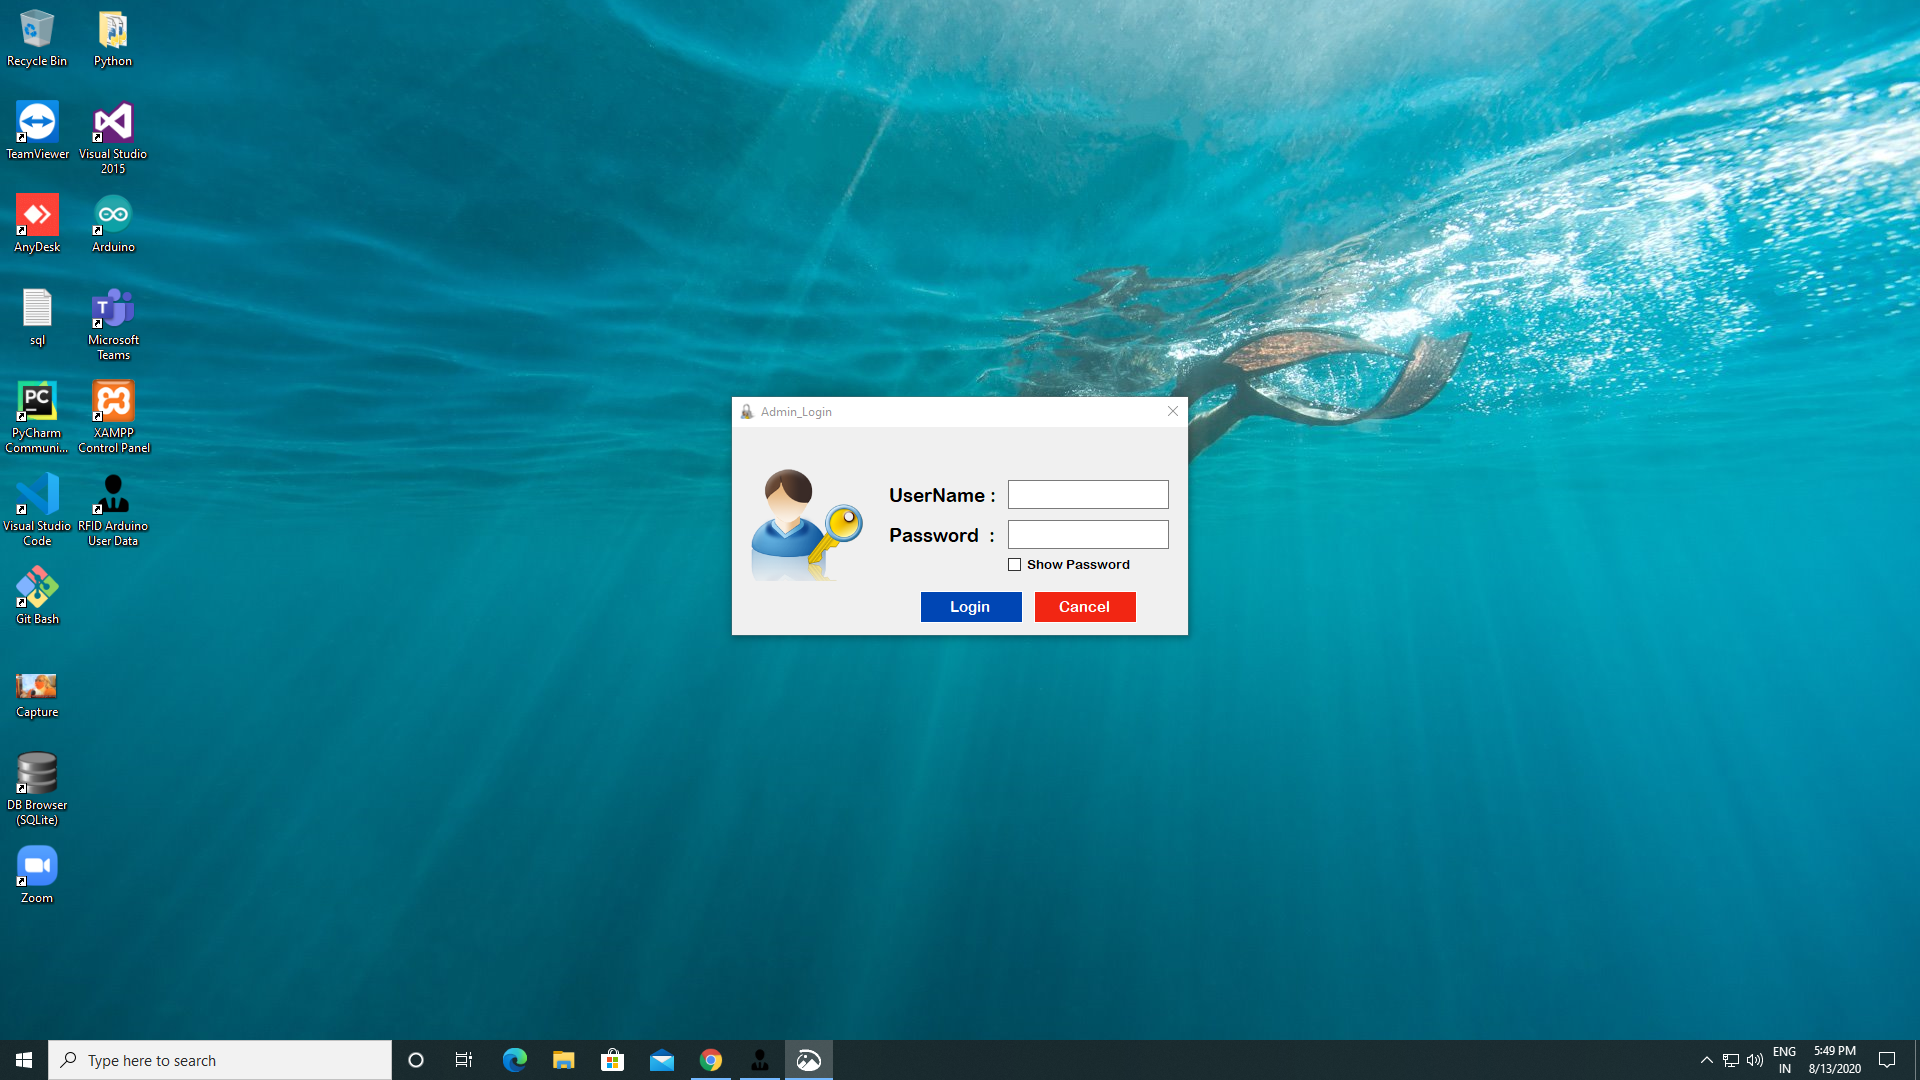 Recycle Bin
Python
TeamViewer
Visual Studio
2015
AnyDesk
Arduino
sql
T
Microsoft
Teams
PC
PyCharm
Communi...
XAMPP
Control Panel
Visual Studio
Code
RFID Arduino
User Data
Git Bash
Capture
DB Browser
(SQLite)
Zoom
Admin_Login
UserName :
Password :
Show Password
Login
Cancel
Type here to search
ENG
IN
5:49 PM
8/13/2020